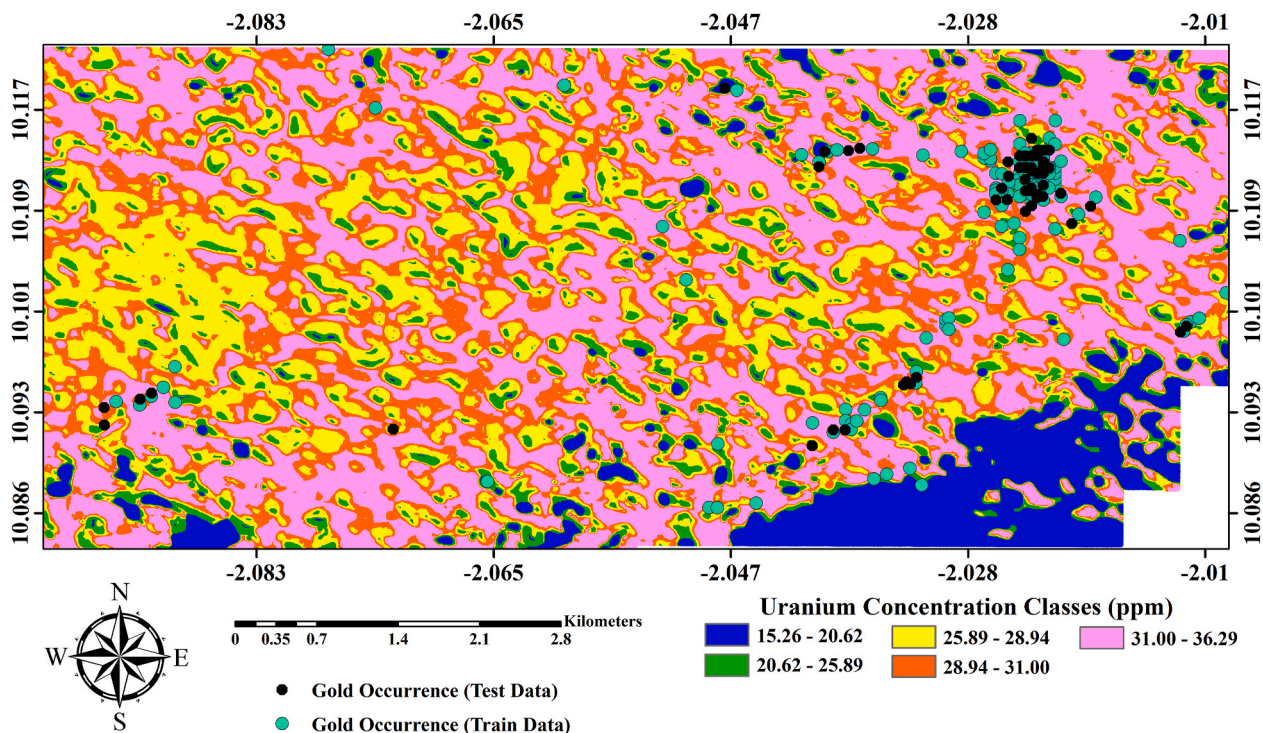 -2.083 -2.065 -2.047 -2.028 -2.01
10.117 10.117
10.109 10.109
10.101 10.101
10.093 10.093
10.086 10.086
-2.083 -2.065 -2.047 -2.028 -2.01
N
W E
S
Kilometers
0 0.35 0.7 1.4 2.1 2.8
Gold Occurrence (Test Data)
Gold Occurrence (Train Data)
Uranium Concentration Classes (ppm)
15.26 - 20.62 25.89 - 28.94 31.00 - 36.29
20.62 - 25.89 28.94 - 31.00